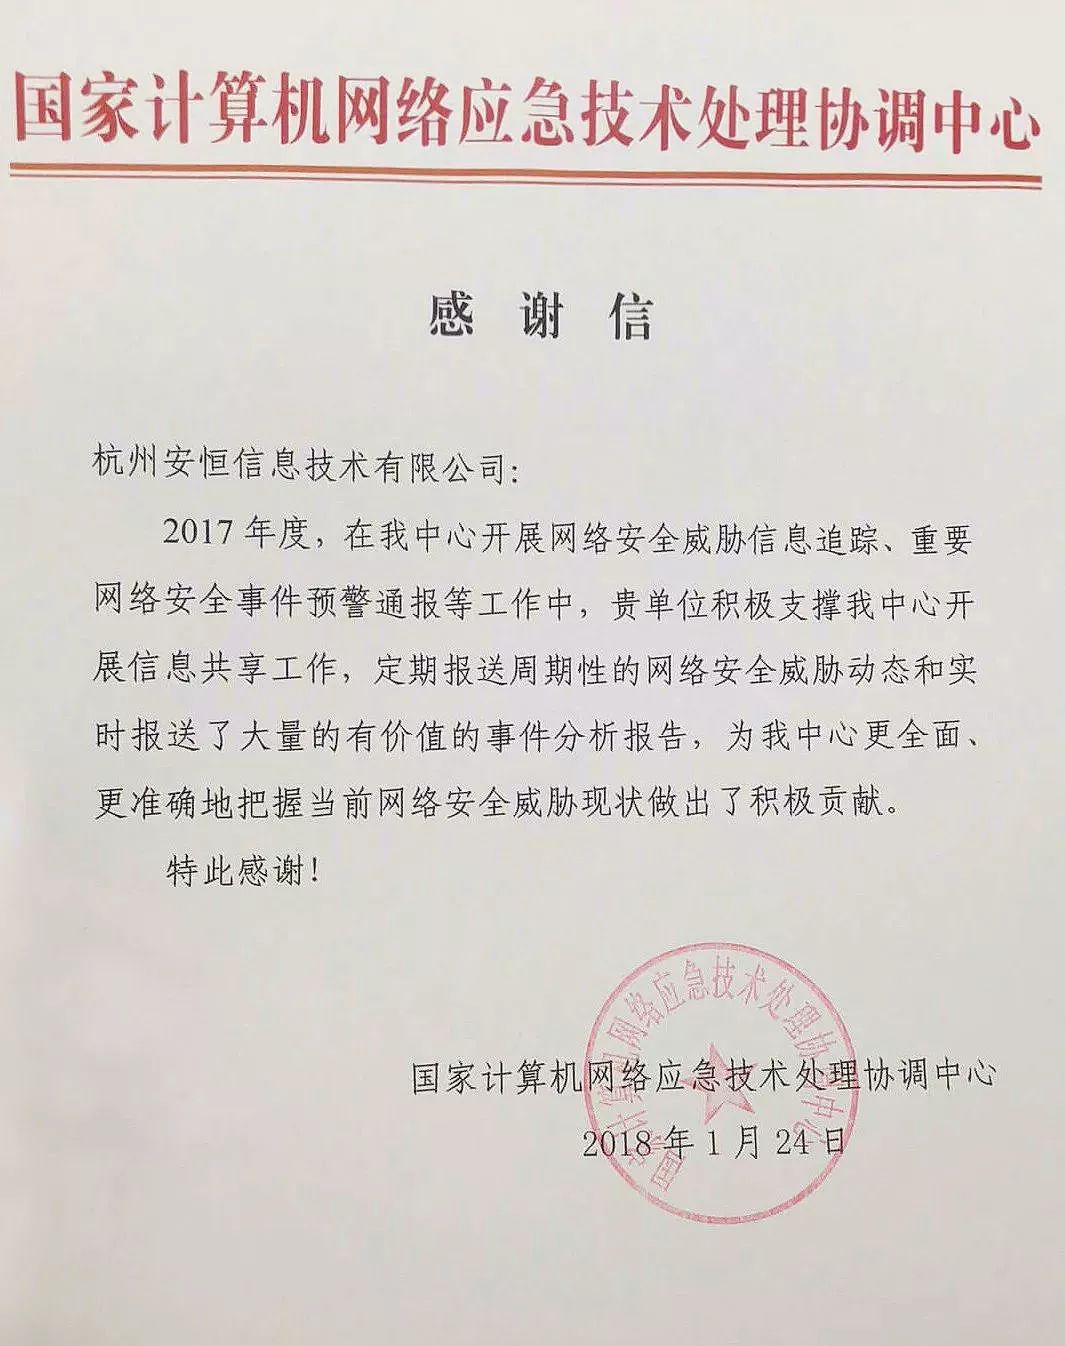 国家计算机网络应急技术处理协调中心
感谢信
杭州安恒信息技术有限公司：
2017年度，在我中心开展网络安全威胁信息追踪、重要
网络安全事件预警通报等工作中，贵单位积极支撑我中心开
展信息共享工作，定期报送周期性的网络安全威胁动态和实
时报送了大量的有价值的事件分析报告，为我中心更全面、
更准确地把握当前网络安全威胁现状做出了积极贡献。
特此感谢！
国家计算机网络应急技术处理协调中心
2018年1月24日
国家计算机网络应急技术处理协调中心